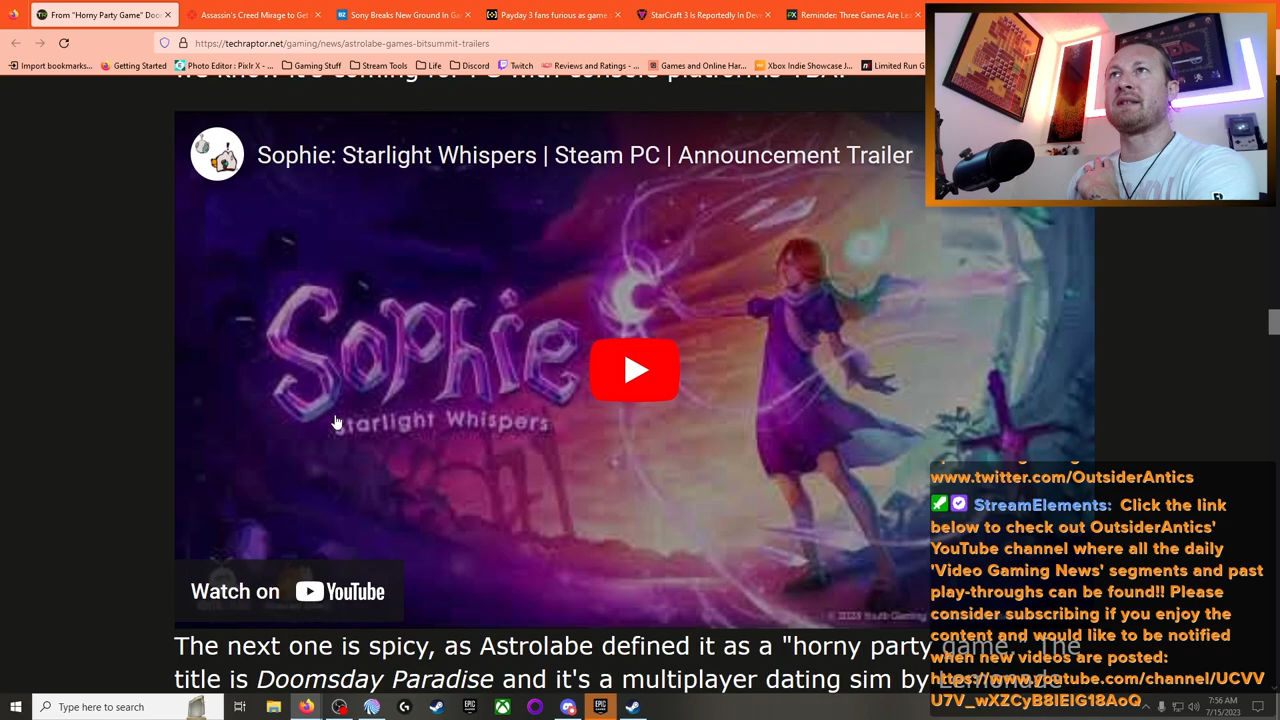 From "Horny Party Game" Doo
Assassin's Creed Mirage to Get
Sony Breaks New Ground In Ga
Payday 3 fans furious as game
StarCraft 3 Is Reportedly In Dev
Reminder: Three Games Are Lea
https://techraptor.net/gaming/news/astrolabe-games-bitsummit-trailers
Import bookmarks...
Getting Started
Photo Editor : Pixlr X - ...
Gaming Stuff
Stream Tools
Life
Discord
Twitch
Reviews and Ratings - ...
Games and Online Har...
Xbox Indie Showcase J...
Limited Run G
Sophie: Starlight Whispers | Steam PC | Announcement Trailer
Sophie
Starlight Whispers
Watch on YouTube
The next one is spicy, as Astrolabe defined it as a "horny party game." The
title is Doomsday Paradise and it's a multiplayer dating sim by Lemonade
www.twitter.com/OutsiderAntics
StreamElements: Click the link
below to check out OutsiderAntics'
YouTube channel where all the daily
'Video Gaming News' segments and past
play-throughs can be found!! Please
consider subscribing if you enjoy the
content and would like to be notified
when new videos are posted:
https://www.youtube.com/channel/UCVV
U7V_wXZCyB8lEIG18AoQ
Type here to search
7:56 AM
7/15/2023